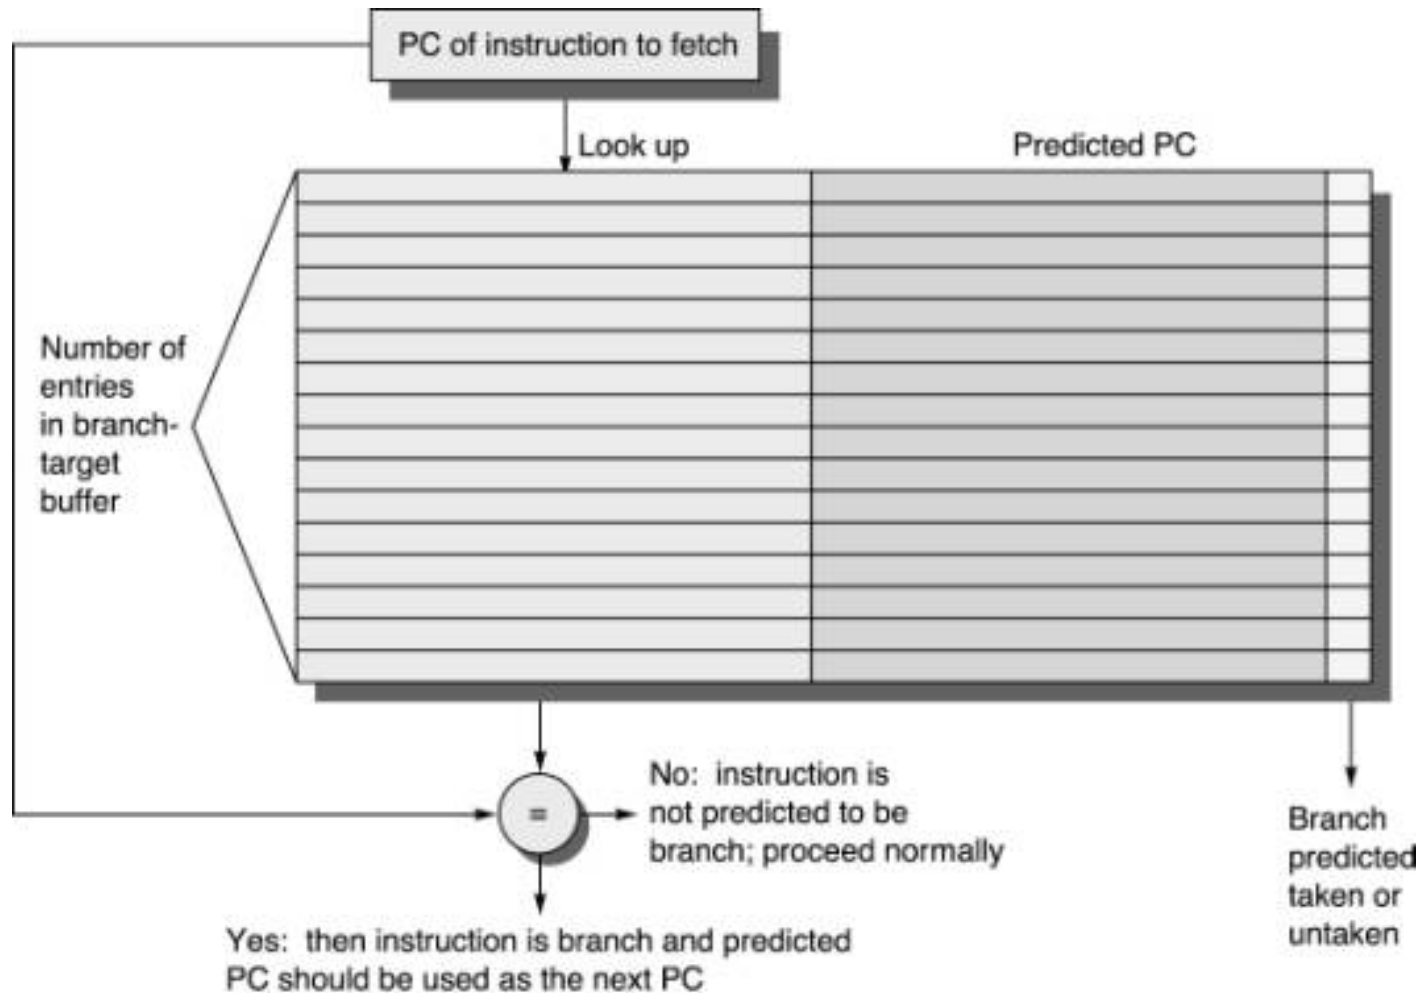 PC of instruction to fetch
Look up
Predicted PC
Number of
entries
in branch-
target
buffer
=
No: instruction is
not predicted to be
branch; proceed normally
Branch
predicted
taken or
untaken
Yes: then instruction is branch and predicted
PC should be used as the next PC